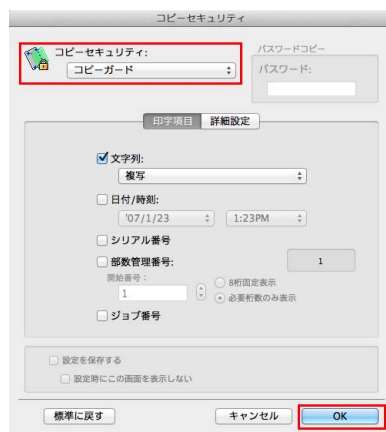 コピーセキュリティ
コピーセキュリティ:
コピーガード
パスワードコピー
パスワード:
印字項目 詳細設定
文字列:
複写
日付/時刻:
'07/1/23 1:23PM
シリアル番号
部数管理番号: 1
開始番号:
1
8桁固定表示
必要桁数のみ表示
ジョブ番号
設定を保存する
設定時にこの画面を表示しない
標準に戻す キャンセル OK